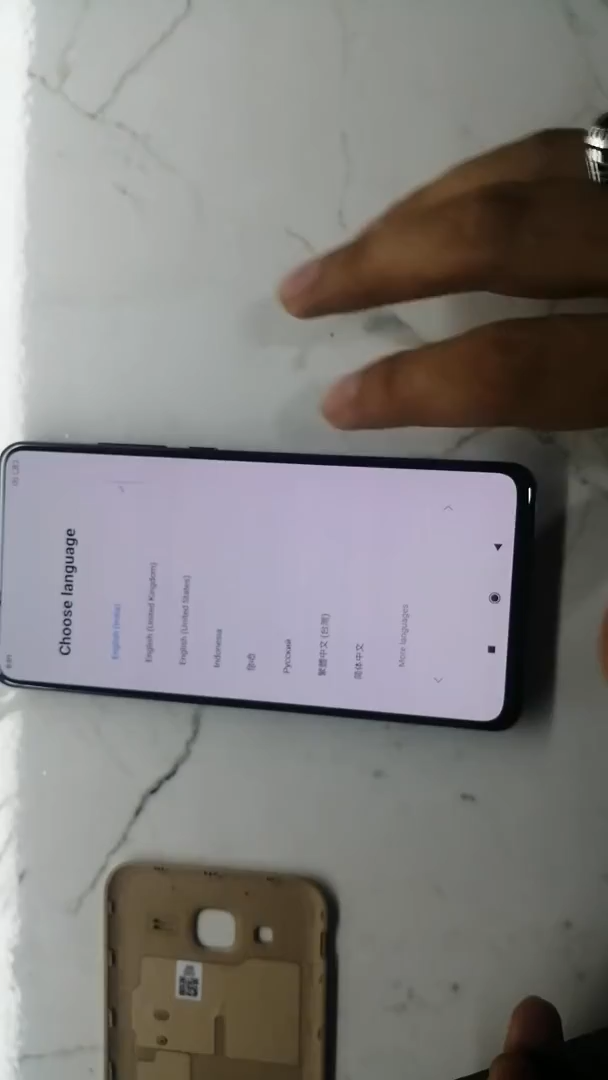 Choose language
English (India)
English (United Kingdom)
English (United States)
Indonesia
हिन्दी
Русский
繁體中文 (台灣)
简体中文
More languages